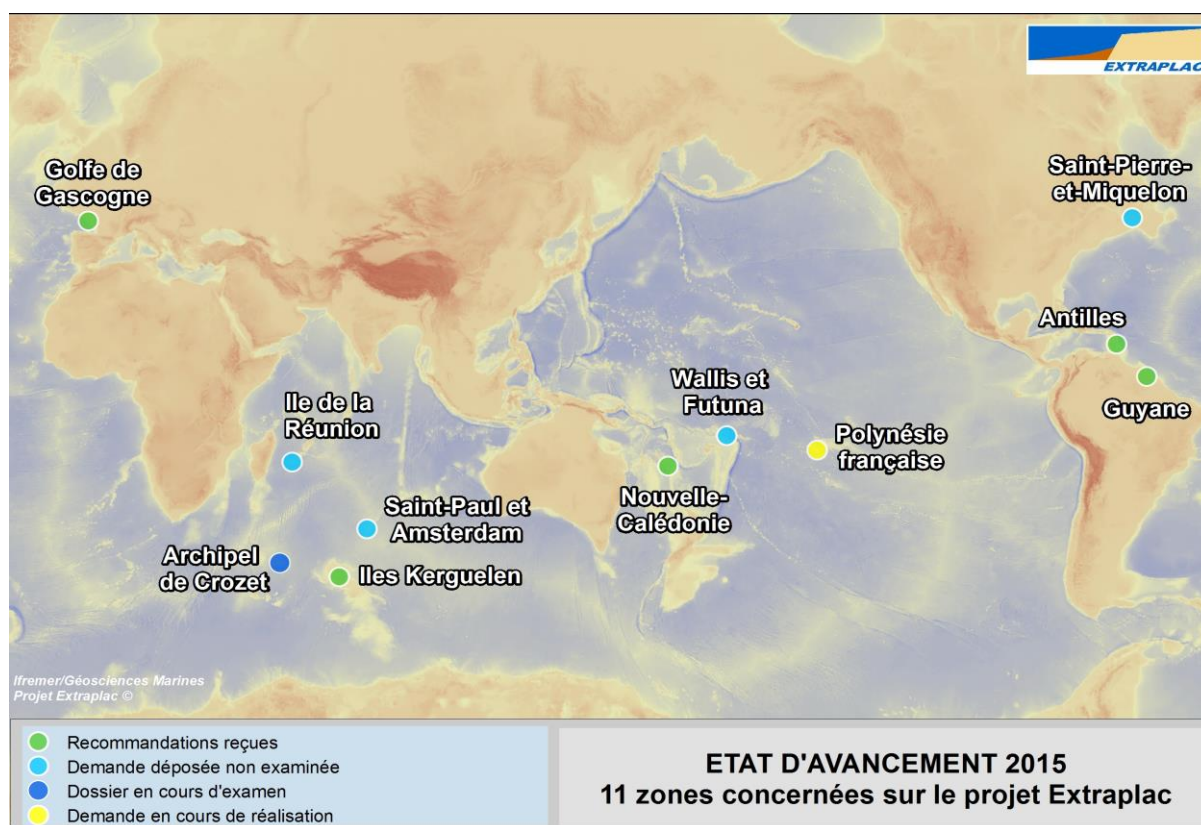 EXTRAPLAC
Golfe de
Gascogne
Saint-Pierre-
et-Miquelon
Antilles
Guyane
Wallis et
Futuna
Ile de la
Réunion
Polynésie
française
Nouvelle-
Calédonie
Saint-Paul et
Amsterdam
Archipel
de Crozet
Iles Kerguelen
Ifremer/Géosciences Marines
Projet Extraplac ©
Recommandations reçues
Demande déposée non examinée
Dossier en cours d'examen
Demande en cours de réalisation
ETAT D'AVANCEMENT 2015
11 zones concernées sur le projet Extraplac